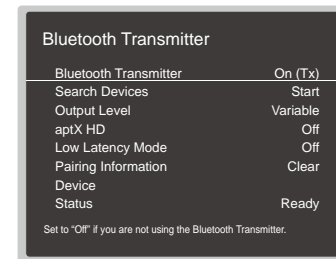 Bluetooth Transmitter
Bluetooth Transmitter On (Tx)
Search Devices Start
Output Level Variable
aptX HD Off
Low Latency Mode Off
Pairing Information Clear
Device
Status Ready
Set to “Off” if you are not using the Bluetooth Transmitter.